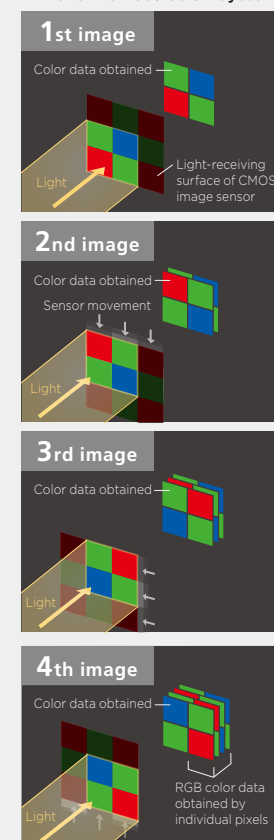 1st image
Color data obtained
Light-receiving
surface of CMOS
image sensor
Light
2nd image
Color data obtained
Sensor movement
Light
3rd image
Color data obtained
Light
4th image
Color data obtained
RGB color data
obtained by
individual pixels
Light